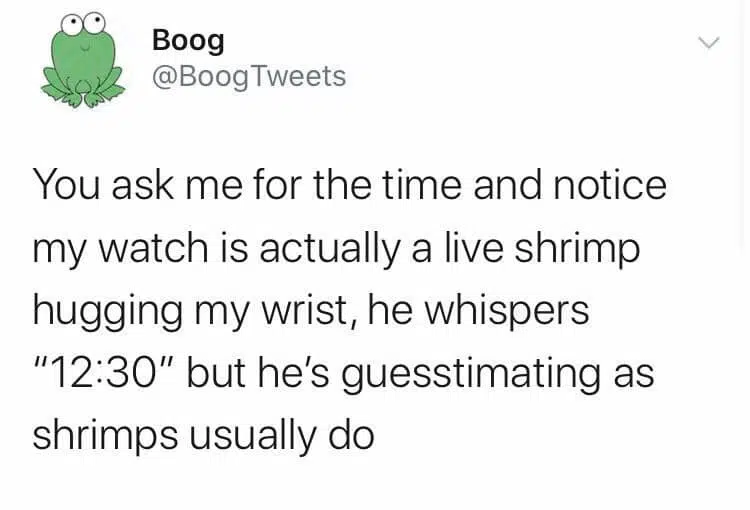 Boog
@BoogTweets
You ask me for the time and notice
my watch is actually a live shrimp
hugging my wrist, he whispers
"12:30" but he's guesstimating as
shrimps usually do